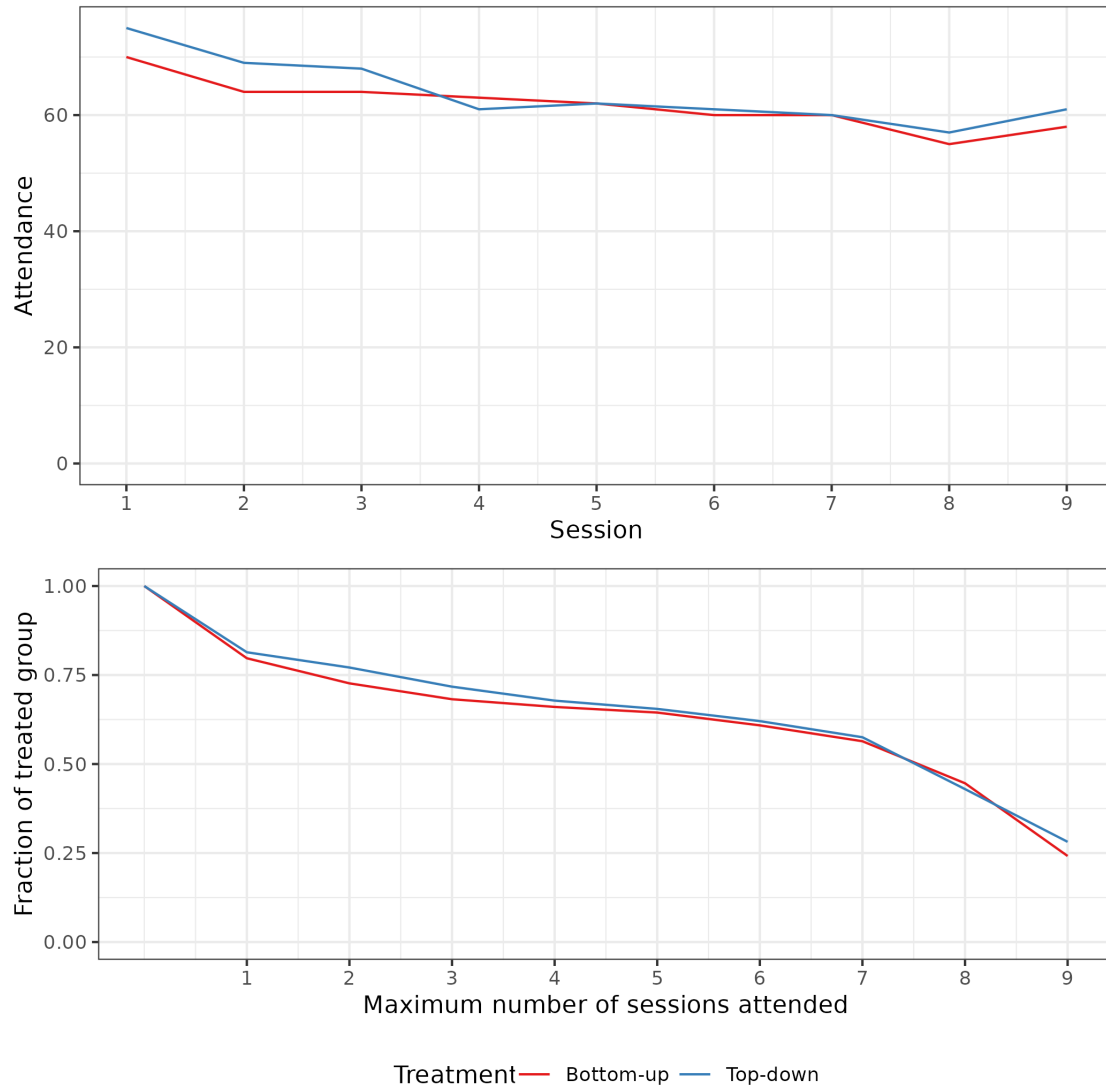 Attendance
60
40
20
0
1 2 3 4 5 6 7 8 9
Session
Fraction of treated group
1.00
0.75
0.50
0.25
0.00
1 2 3 4 5 6 7 8 9
Maximum number of sessions attended
Treatment Bottom-up Top-down